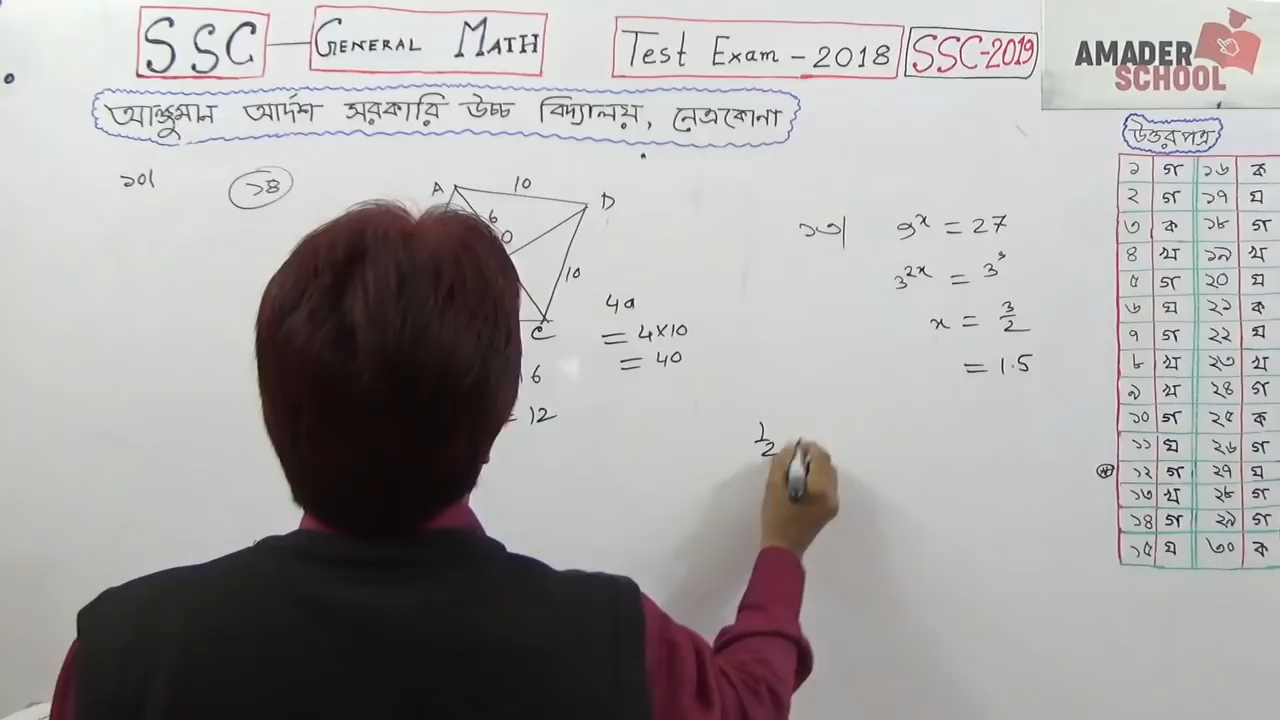 SSC
GENERAL MATH
Test Exam - 2018
SSC-2019
AMADER
SCHOOL
আঞ্জুমান আর্দশ সরকারি উচ্চ বিদ্যালয়, নেত্রকোনা
উত্তরপত্র
১ গ ১৬ ক
২ গ ১৭ ঘ
৩ ক ১৮ গ
৪ খ ১৯ খ
৫ গ ২০ ঘ
৬ ঘ ২১ ক
৭ গ ২২ ঘ
৮ খ ২৩ খ
৯ খ ২৪ গ
১০ গ ২৫ ক
১১ ঘ ২৬ গ
১২ গ ২৭ ঘ
১৩ খ ২৮ গ
১৪ গ ২৯ গ
১৫ ঘ ৩০ ক
১০।
১৪
A 10 D
6
O
10
C
6
= 12
4a
= 4×10
= 40
১৩| 9^x = 27
3^2x = 3^3
x = 3/2
= 1.5
1/2